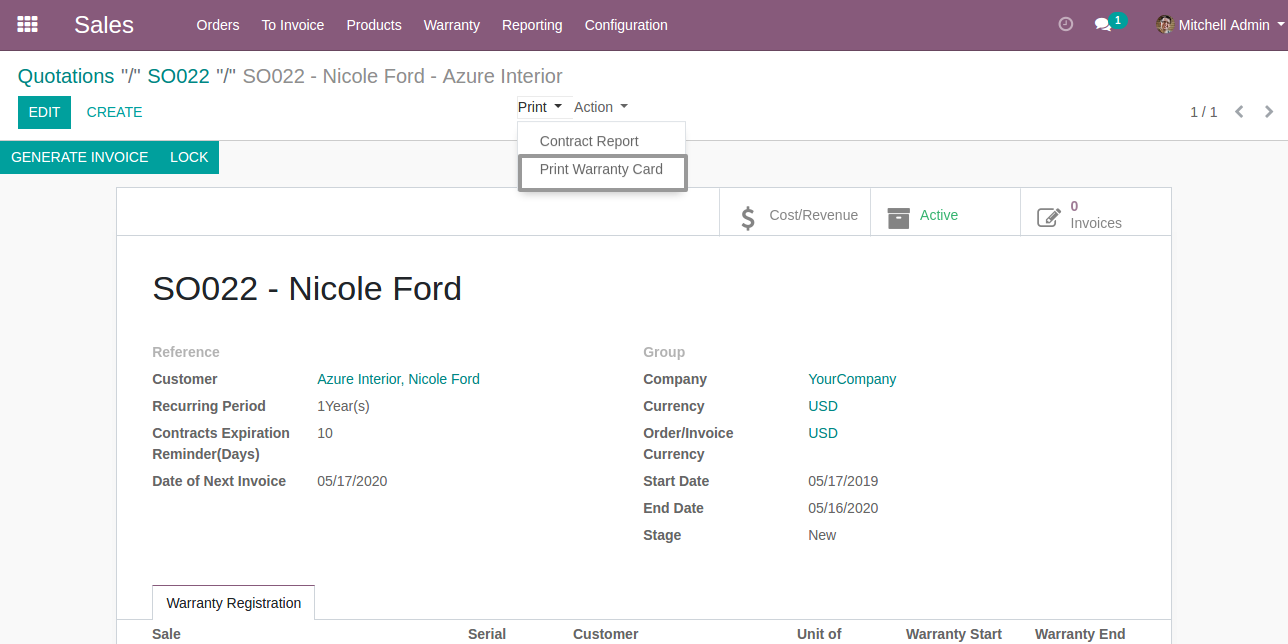 Sales Orders To Invoice Products Warranty Reporting Configuration 1 Mitchell Admin
Quotations "/" SO022 "/" SO022 - Nicole Ford - Azure Interior
EDIT CREATE Print Action 1 / 1
Contract Report
GENERATE INVOICE LOCK
Print Warranty Card
Cost/Revenue Active 0
Invoices
SO022 - Nicole Ford
Reference Group
Customer Azure Interior, Nicole Ford Company YourCompany
Recurring Period 1Year(s) Currency USD
Contracts Expiration 10 Order/Invoice USD
Reminder(Days) Currency
Date of Next Invoice 05/17/2020 Start Date 05/17/2019
End Date 05/16/2020
Stage New
Warranty Registration
Sale Serial Customer Unit of Warranty Start Warranty End